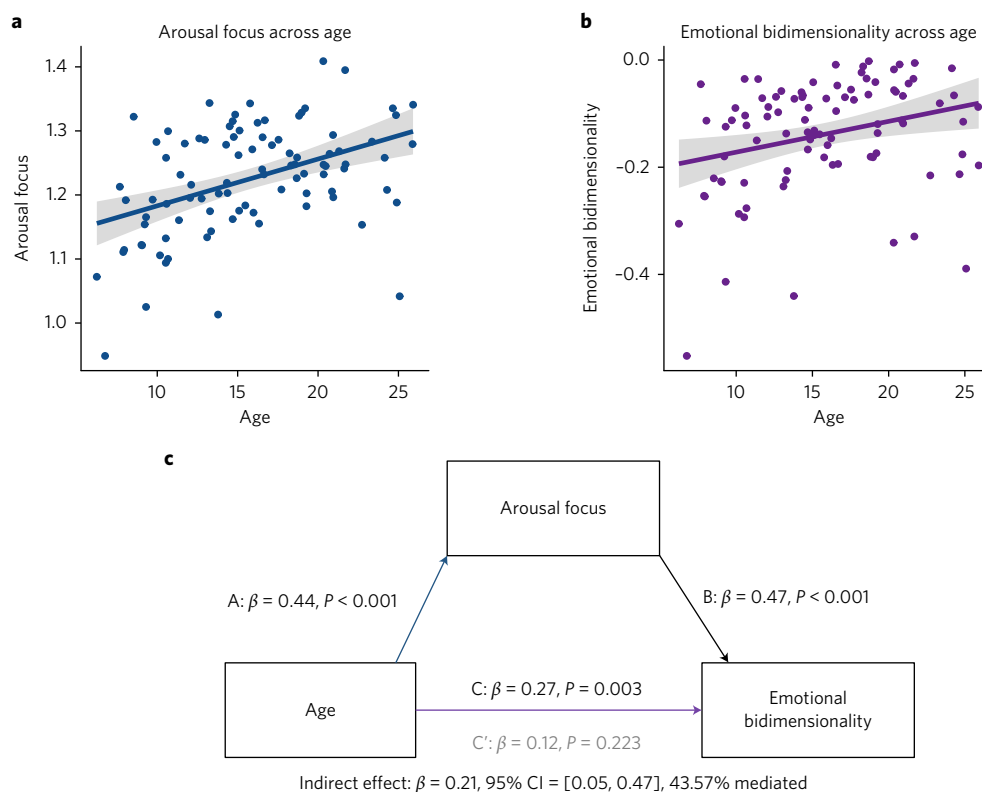 a
Arousal focus across age
1.4
1.3
1.2
1.1
1.0
Arousal focus
10 15 20 25
Age
b
Emotional bidimensionality across age
0.0
−0.2
−0.4
Emotional bidimensionality
10 15 20 25
Age
c
Arousal focus
A: β = 0.44, P < 0.001
B: β = 0.47, P < 0.001
Age
C: β = 0.27, P = 0.003
C′: β = 0.12, P = 0.223
Emotional
bidimensionality
Indirect effect: β = 0.21, 95% CI = [0.05, 0.47], 43.57% mediated